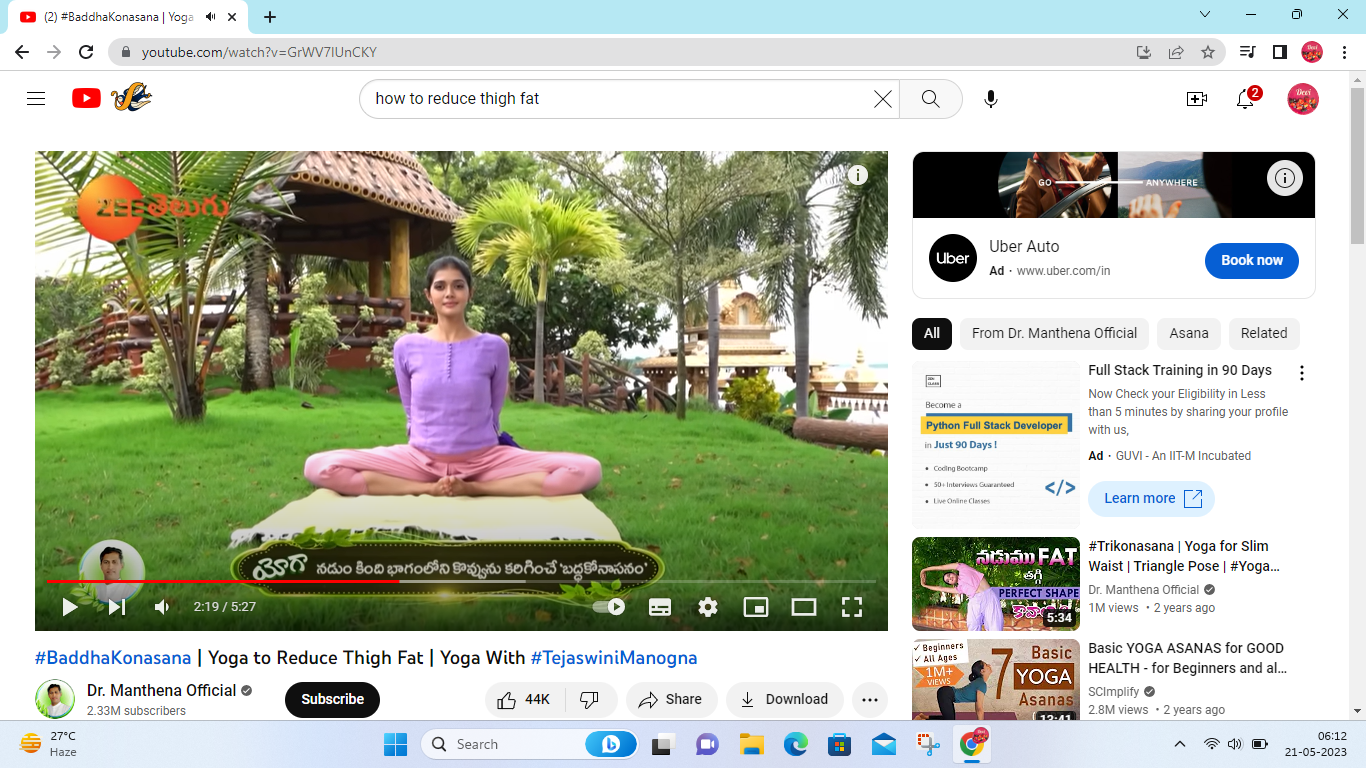 (2) #BaddhaKonasana | Yoga
youtube.com/watch?v=GrWV7IUnCKY
how to reduce thigh fat
2
Devi
తెలుగు
యోగా నడుం కింది భాగంలోని కొవ్వును కరిగించే 'బద్ధకోనాసనం'
2:19 / 5:27
#BaddhaKonasana | Yoga to Reduce Thigh Fat | Yoga With #TejaswiniManogna
Dr. Manthena Official
2.33M subscribers
Subscribe
44K
Share
Download
GO ANYWHERE
Uber
Uber Auto
Ad · www.uber.com/in
Book now
All
From Dr. Manthena Official
Asana
Related
Become a
Python Full Stack Developer
in Just 90 Days !
• Coding Bootcamp
• 50+ Interviews Guaranteed
• Live Online Classes
</>
Full Stack Training in 90 Days
Now Check your Eligibility in Less
than 5 minutes by sharing your profile
with us,
Ad · GUVI - An IIT-M Incubated
Learn more
నడుము FAT
తగ్గి
PERFECT SHAPE
5:34
#Trikonasana | Yoga for Slim
Waist | Triangle Pose | #Yoga...
Dr. Manthena Official
1M views • 2 years ago
✓ Beginners
✓ All Ages
1M+
VIEWS
7 Basic
YOGA
Asanas
13:41
Basic YOGA ASANAS for GOOD
HEALTH - for Beginners and al...
SCImplify
2.8M views • 2 years ago
27°C
Haze
Search
06:12
21-05-2023